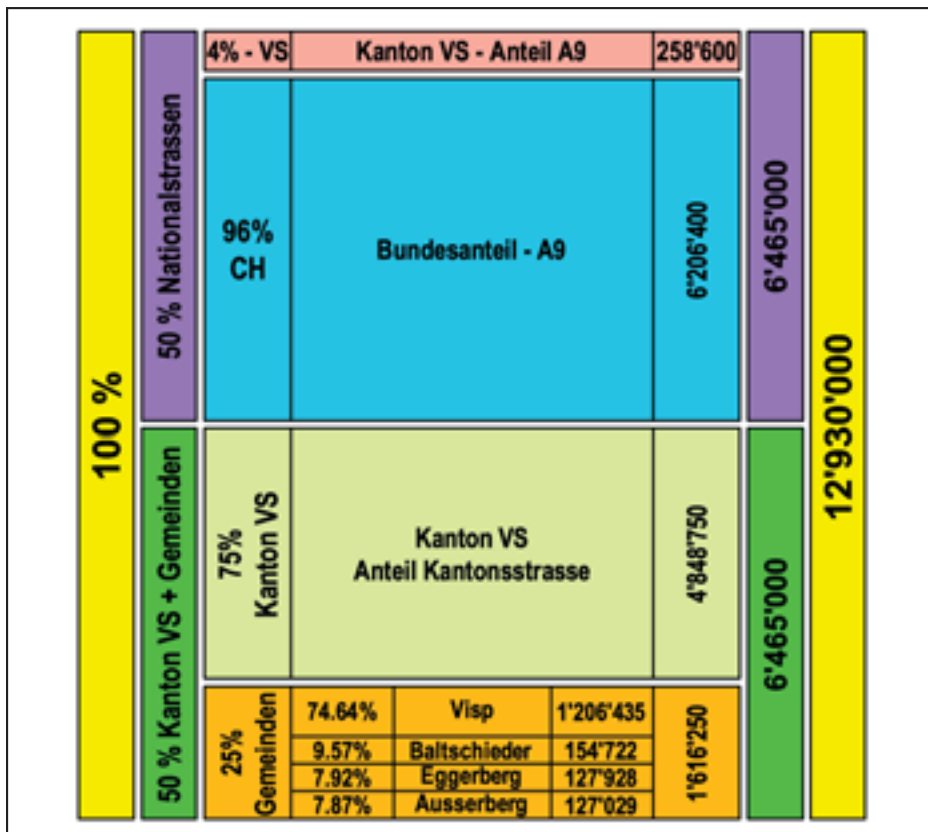 100 %
50 % Nationalstrassen
4% - VS
Kanton VS - Anteil A9
258'600
96%
CH
Bundesanteil - A9
6'206'400
6'465'000
12'930'000
50 % Kanton VS + Gemeinden
75%
Kanton VS
Kanton VS
Anteil Kantonsstrasse
4'848'750
6'465'000
25%
Gemeinden
74.64%
Visp
1'206'435
9.57%
Baltschieder
154'722
7.92%
Eggerberg
127'928
7.87%
Ausserberg
127'029
1'616'250